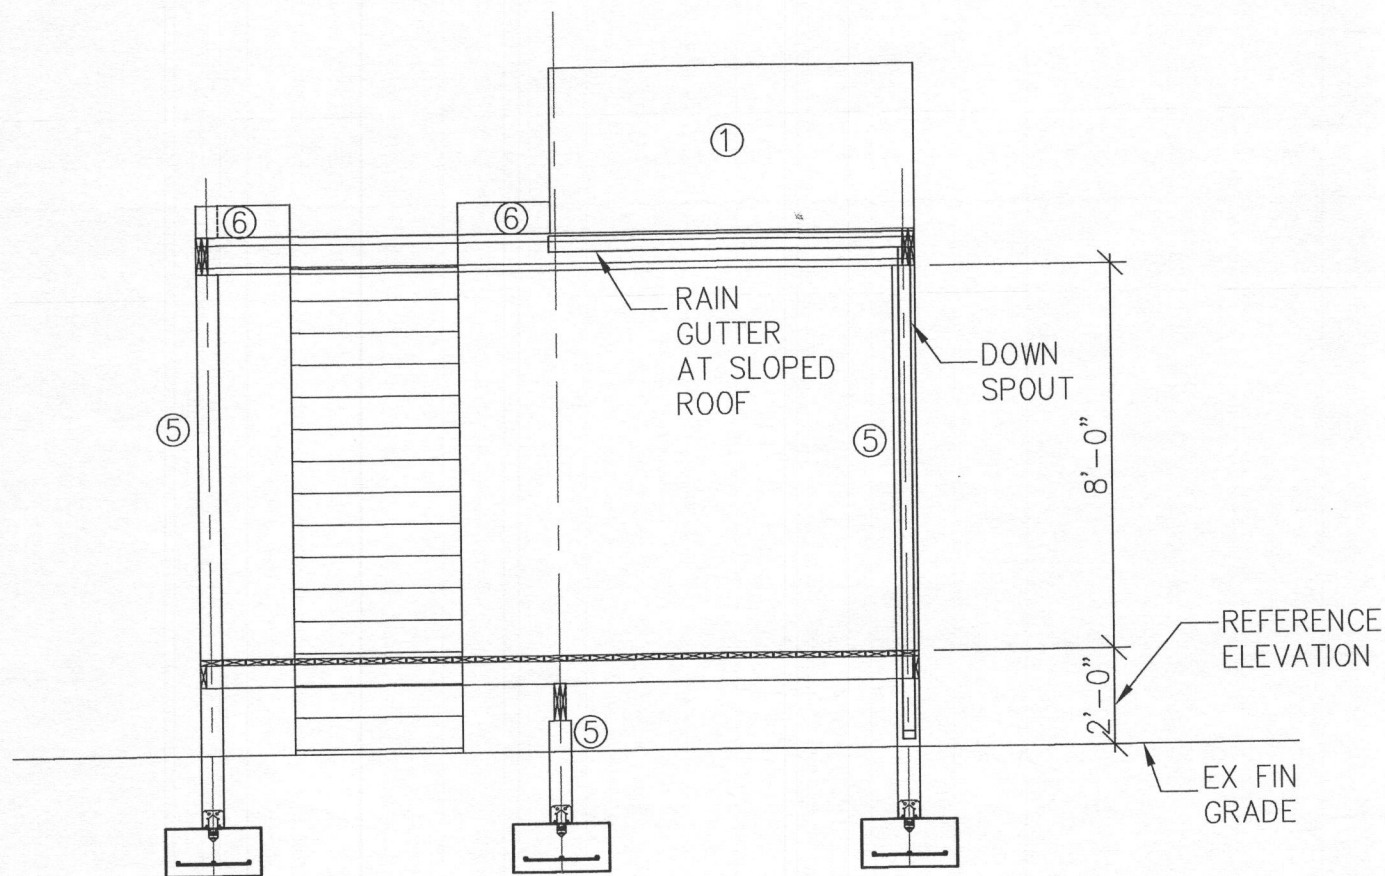 ①
⑥
⑥
RAIN
GUTTER
AT SLOPED
ROOF
DOWN
SPOUT
⑤
⑤
8'-0"
REFERENCE
ELEVATION
2'-0"
⑤
EX FIN
GRADE